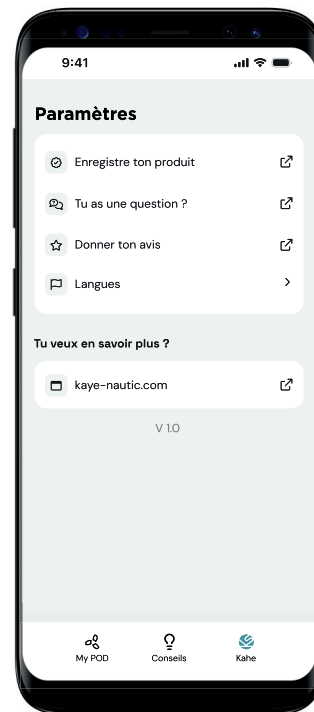 9:41
Paramètres
Enregistre ton produit
Tu as une question ?
Donner ton avis
Langues
Tu veux en savoir plus ?
kaye-nautic.com
V 1.0
My POD
Conseils
Kahe